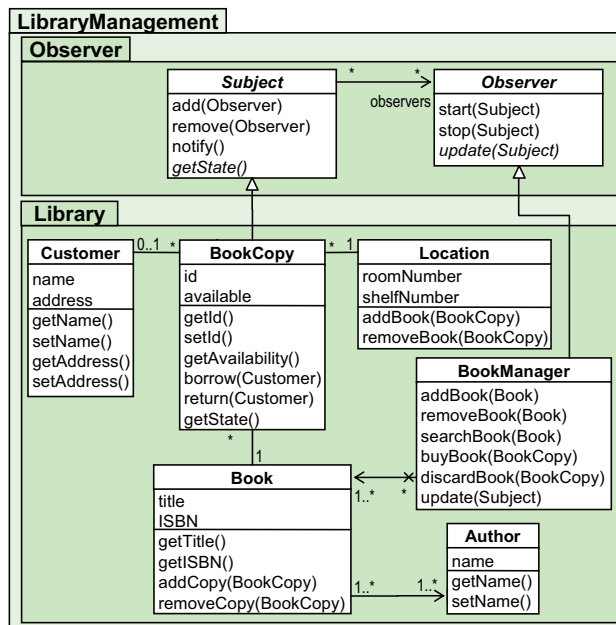 LibraryManagement
Observer
Subject
add(Observer)
remove(Observer)
notify()
getState()
*
*
observers
Observer
start(Subject)
stop(Subject)
update(Subject)
Library
Customer
name
address
getName()
setName()
getAddress()
setAddress()
0..1
*
BookCopy
id
available
getId()
setId()
getAvailability()
borrow(Customer)
return(Customer)
getState()
*
1
Location
roomNumber
shelfNumber
addBook(BookCopy)
removeBook(BookCopy)
BookManager
addBook(Book)
removeBook(Book)
searchBook(Book)
buyBook(BookCopy)
discardBook(BookCopy)
update(Subject)
*
1
Book
title
ISBN
getTitle()
getISBN()
addCopy(BookCopy)
removeCopy(BookCopy)
1..*
*
1..*
1..*
Author
name
getName()
setName()